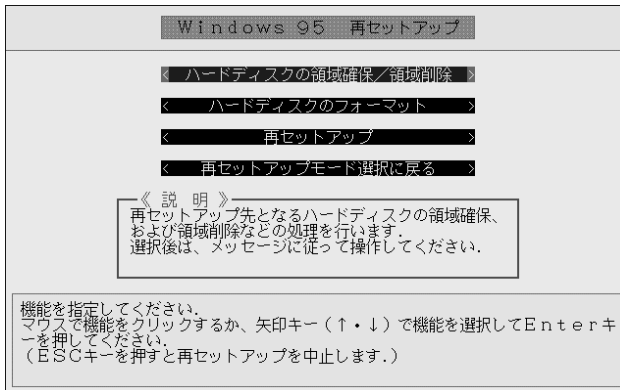 Windows 95 再セットアップ
< ハードディスクの領域確保／領域削除 >
< ハードディスクのフォーマット >
< 再セットアップ >
< 再セットアップモード選択に戻る >
《 説 明 》
再セットアップ先となるハードディスクの領域確保、
および領域削除などの処理を行います.
選択後は、メッセージに従って操作してください.
機能を指定してください.
マウスで機能をクリックするか、矢印キー（↑・↓）で機能を選択してEnterキ
ーを押してください.
（ESCキーを押すと再セットアップを中止します.）